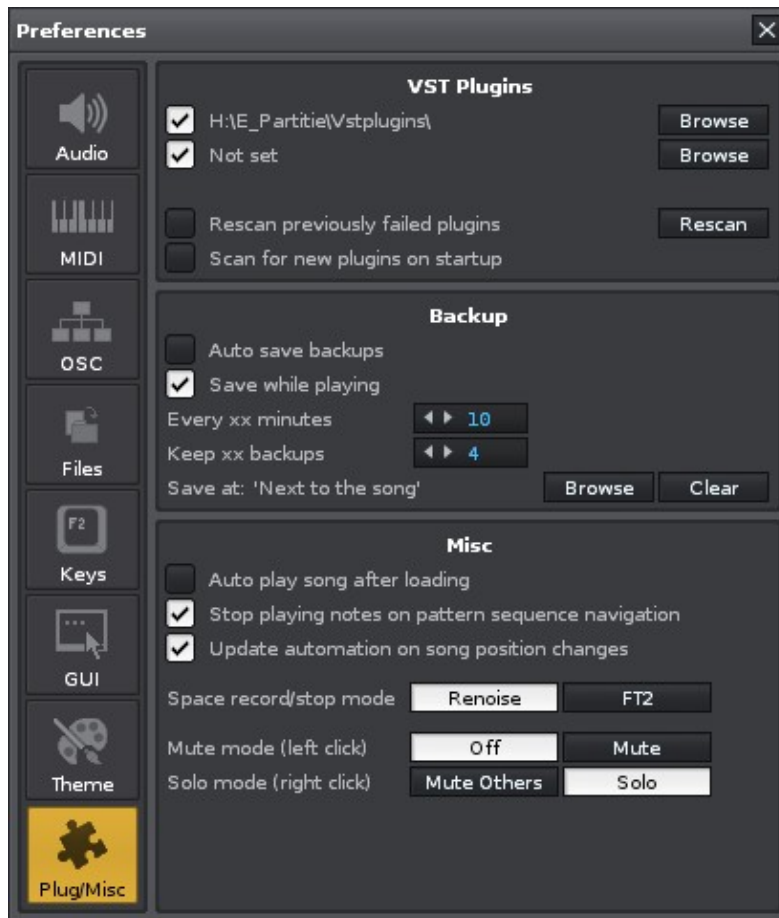 Preferences
Audio
MIDI
OSC
Files
F2
Keys
GUI
Theme
Plug/Misc
VST Plugins
H:\E_Partitie\Vstplugins\ Browse
Not set Browse
Rescan previously failed plugins Rescan
Scan for new plugins on startup
Backup
Auto save backups
Save while playing
Every xx minutes 10
Keep xx backups 4
Save at: 'Next to the song' Browse Clear
Misc
Auto play song after loading
Stop playing notes on pattern sequence navigation
Update automation on song position changes
Space record/stop mode Renoise FT2
Mute mode (left click) Off Mute
Solo mode (right click) Mute Others Solo